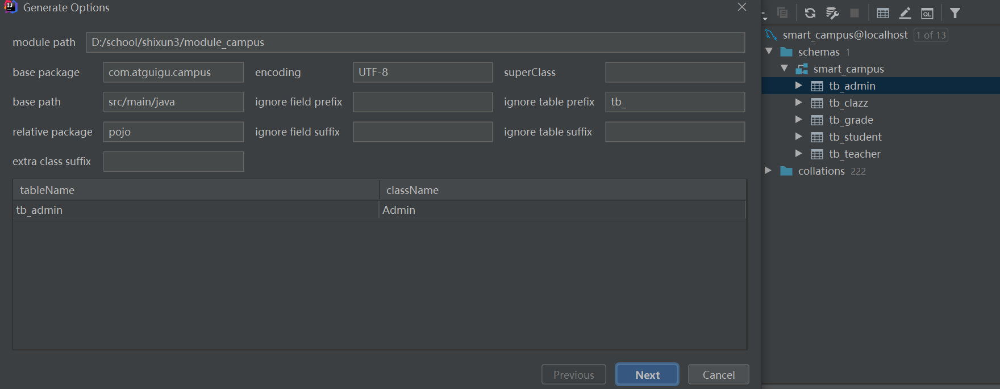 Generate Options
module path D:/school/shixun3/module_campus
base package com.atguigu.campus encoding UTF-8 superClass
base path src/main/java ignore field prefix ignore table prefix tb_
relative package pojo ignore field suffix ignore table suffix
extra class suffix
tableName className
tb_admin Admin
Previous Next Cancel
QL
smart_campus@localhost 1 of 13
schemas 1
smart_campus
tb_admin
tb_clazz
tb_grade
tb_student
tb_teacher
collations 222